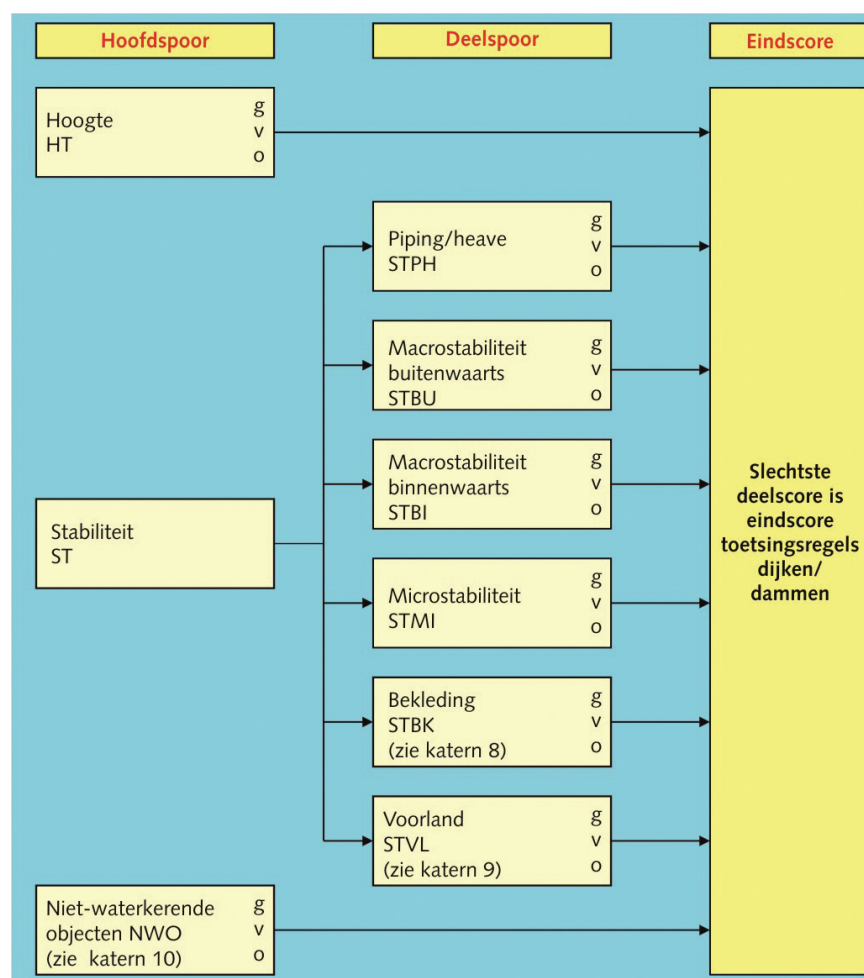 Hoofdspoor
Deelspoor
Eindscore
Hoogte
HT
g
v
o
Piping/heave
STPH
g
v
o
Macrostabiliteit
buitenwaarts
STBU
g
v
o
Macrostabiliteit
binnenwaarts
STBI
g
v
o
Stabiliteit
ST
Microstabiliteit
STMI
g
v
o
Bekleding
STBK
(zie katern 8)
g
v
o
Voorland
STVL
(zie katern 9)
g
v
o
Niet-waterkerende
objecten NWO
(zie katern 10)
g
v
o
Slechtste
deelscore is
eindscore
toetsingsregels
dijken/
dammen